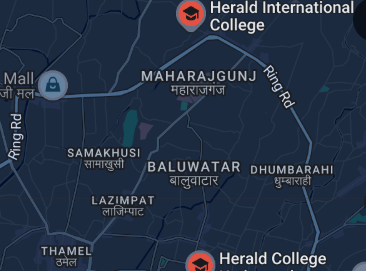 Herald International
College
Mall
जी मल
MAHARAJGUNJ
महाराजगंज
Ring Rd
Ring Rd
SAMAKHUSI
सामाखुसी
BALUWATAR
बालुवाटार
DHUMBARAHI
धुम्बाराही
LAZIMPAT
लाजिम्पाट
THAMEL
ठमेल
Herald College